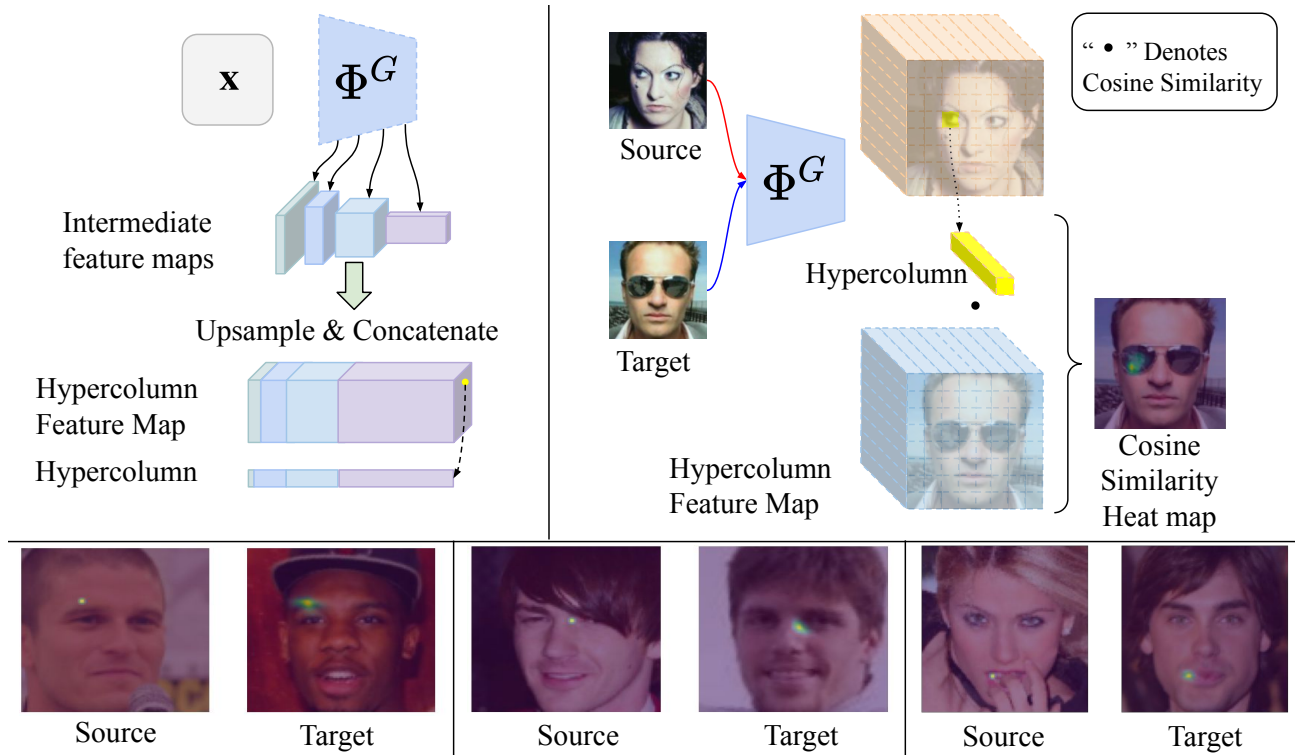 x
Φ^G
Intermediate
feature maps
Upsample & Concatenate
Hypercolumn
Feature Map
Hypercolumn
Source
Target
Φ^G
“ • ” Denotes
Cosine Similarity
Hypercolumn
•
Hypercolumn
Feature Map
Cosine
Similarity
Heat map
Source
Target
Source
Target
Source
Target